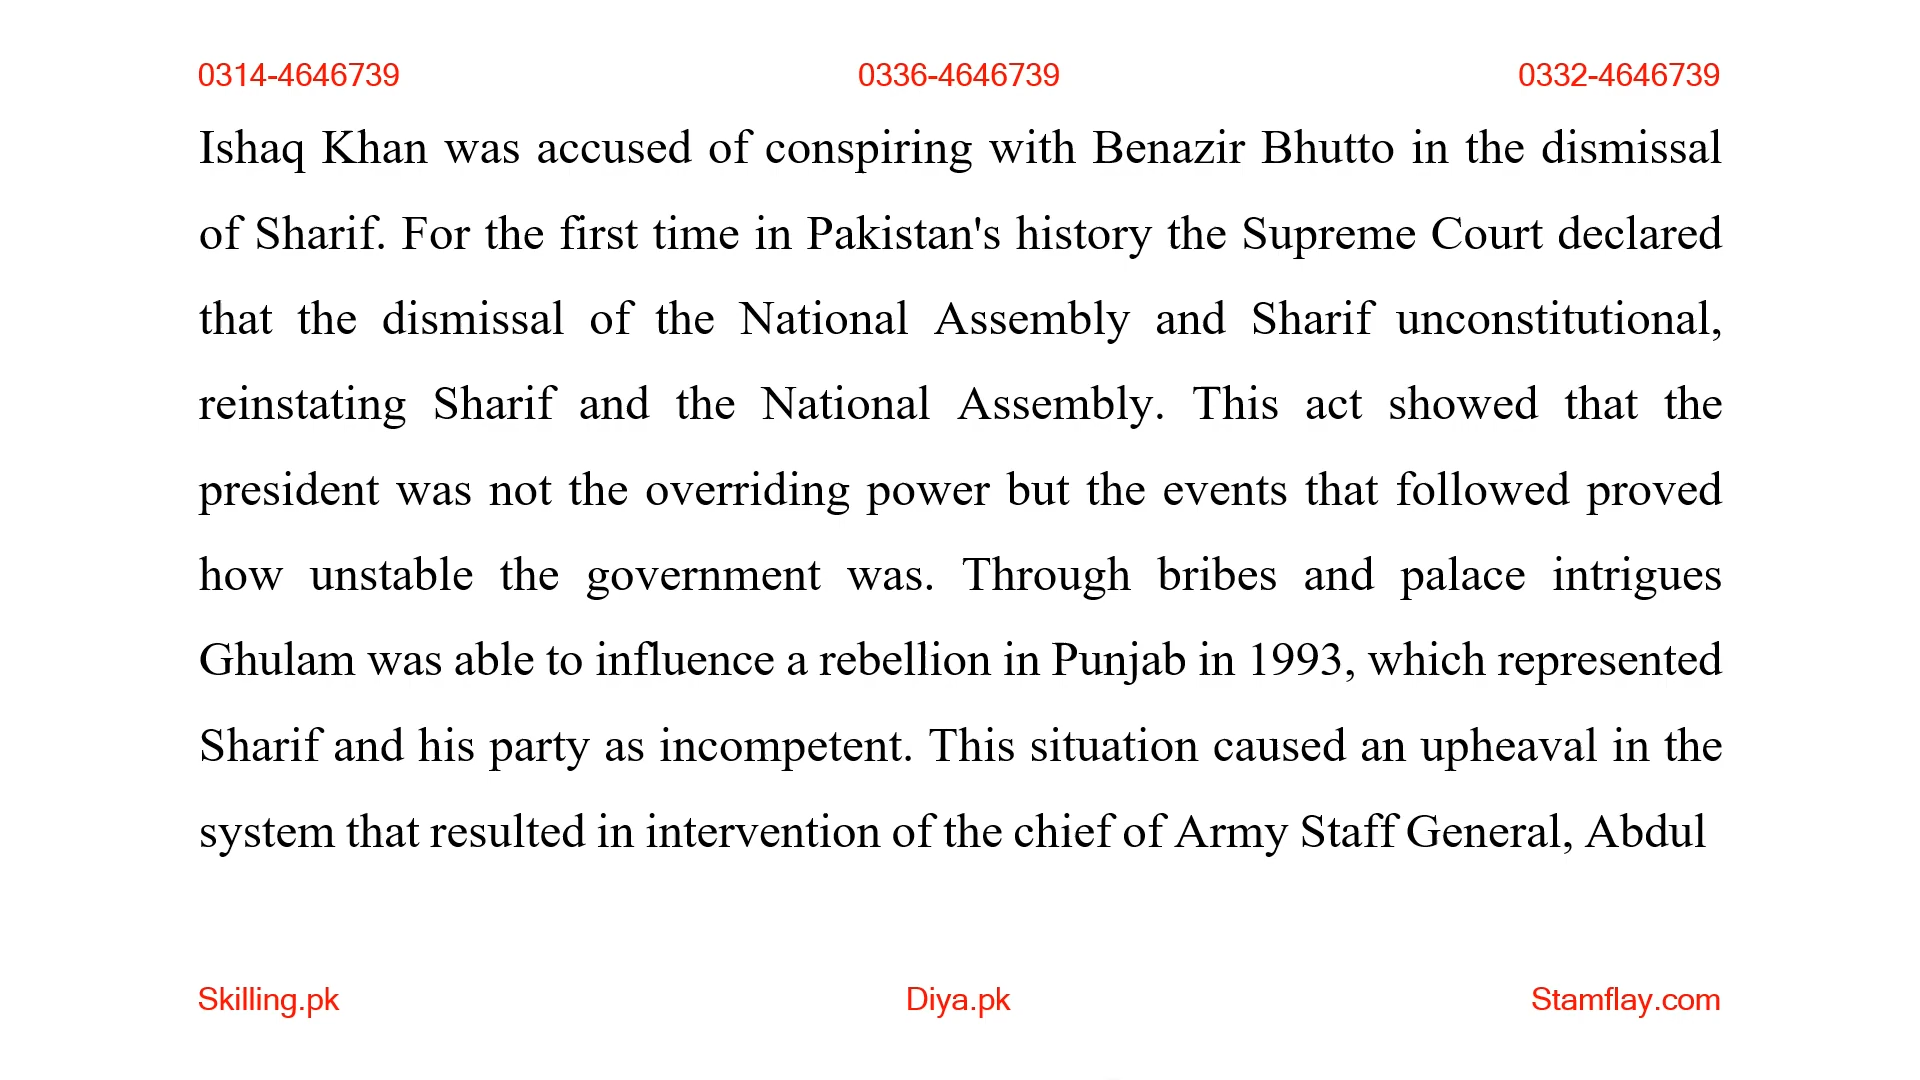 0314-4646739 0336-4646739 0332-4646739
Ishaq Khan was accused of conspiring with Benazir Bhutto in the dismissal
of Sharif. For the first time in Pakistan's history the Supreme Court declared
that the dismissal of the National Assembly and Sharif unconstitutional,
reinstating Sharif and the National Assembly. This act showed that the
president was not the overriding power but the events that followed proved
how unstable the government was. Through bribes and palace intrigues
Ghulam was able to influence a rebellion in Punjab in 1993, which represented
Sharif and his party as incompetent. This situation caused an upheaval in the
system that resulted in intervention of the chief of Army Staff General, Abdul
Skilling.pk Diya.pk Stamflay.com